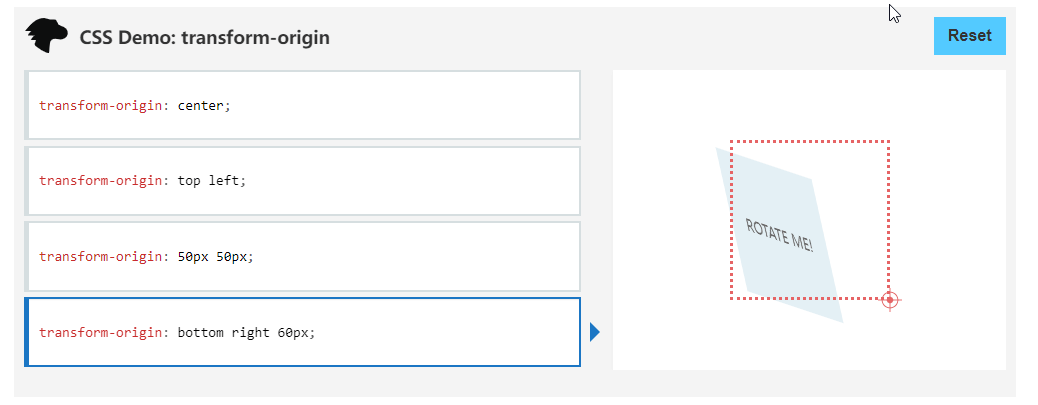 CSS Demo: transform-origin
Reset
transform-origin: center;
transform-origin: top left;
transform-origin: 50px 50px;
transform-origin: bottom right 60px;
ROTATE ME!